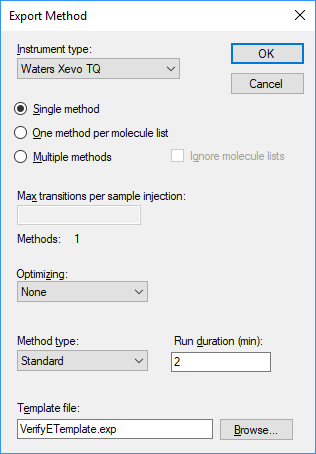 Export Method
Instrument type:
Waters Xevo TQ
OK
Cancel
Single method
One method per molecule list
Multiple methods
Ignore molecule lists
Max transitions per sample injection:
Methods: 1
Optimizing:
None
Method type:
Run duration (min):
Standard
2
Template file:
VerifyETemplate.exp
Browse...